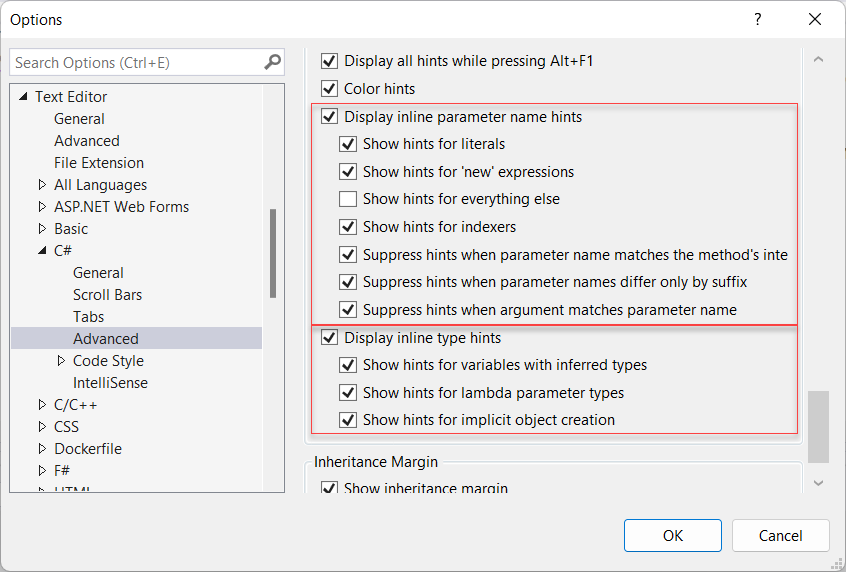 Options
?
Search Options (Ctrl+E)
Text Editor
General
Advanced
File Extension
All Languages
ASP.NET Web Forms
Basic
C#
General
Scroll Bars
Tabs
Advanced
Code Style
IntelliSense
C/C++
CSS
Dockerfile
F#
HTML
Display all hints while pressing Alt+F1
Color hints
Display inline parameter name hints
Show hints for literals
Show hints for 'new' expressions
Show hints for everything else
Show hints for indexers
Suppress hints when parameter name matches the method's inte
Suppress hints when parameter names differ only by suffix
Suppress hints when argument matches parameter name
Display inline type hints
Show hints for variables with inferred types
Show hints for lambda parameter types
Show hints for implicit object creation
Inheritance Margin
Show inheritance margin
OK
Cancel